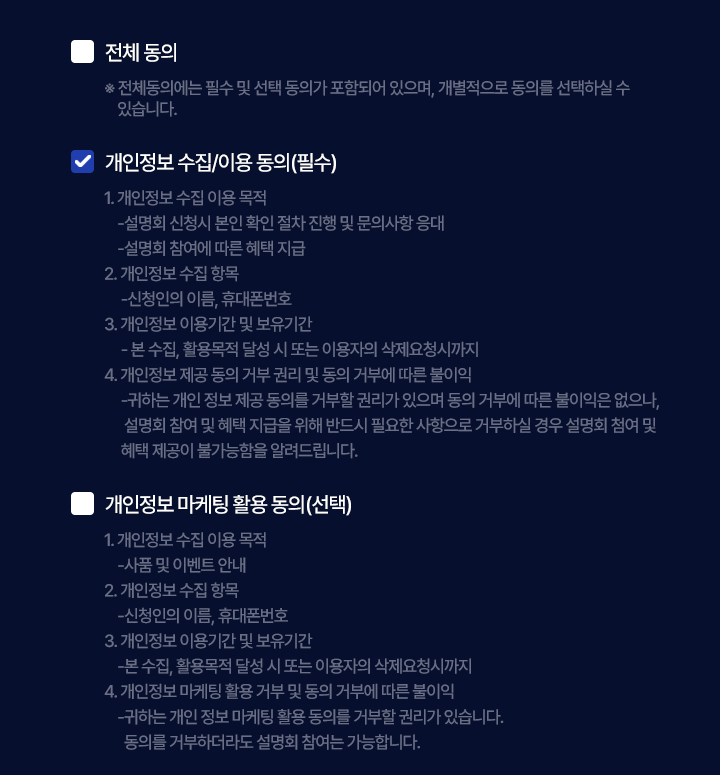 전체 동의
※ 전체동의에는 필수 및 선택 동의가 포함되어 있으며, 개별적으로 동의를 선택하실 수
있습니다.
개인정보 수집/이용 동의(필수)
1. 개인정보 수집 이용 목적
-설명회 신청시 본인 확인 절차 진행 및 문의사항 응대
-설명회 참여에 따른 혜택 지급
2. 개인정보 수집 항목
-신청인의 이름, 휴대폰번호
3. 개인정보 이용기간 및 보유기간
- 본 수집, 활용목적 달성 시 또는 이용자의 삭제요청시까지
4. 개인정보 제공 동의 거부 권리 및 동의 거부에 따른 불이익
-귀하는 개인 정보 제공 동의를 거부할 권리가 있으며 동의 거부에 따른 불이익은 없으나,
설명회 참여 및 혜택 지급을 위해 반드시 필요한 사항으로 거부하실 경우 설명회 참여 및
혜택 제공이 불가능함을 알려드립니다.
개인정보 마케팅 활용 동의(선택)
1. 개인정보 수집 이용 목적
-사품 및 이벤트 안내
2. 개인정보 수집 항목
-신청인의 이름, 휴대폰번호
3. 개인정보 이용기간 및 보유기간
-본 수집, 활용목적 달성 시 또는 이용자의 삭제요청시까지
4. 개인정보 마케팅 활용 거부 및 동의 거부에 따른 불이익
-귀하는 개인 정보 마케팅 활용 동의를 거부할 권리가 있습니다.
동의를 거부하더라도 설명회 참여는 가능합니다.